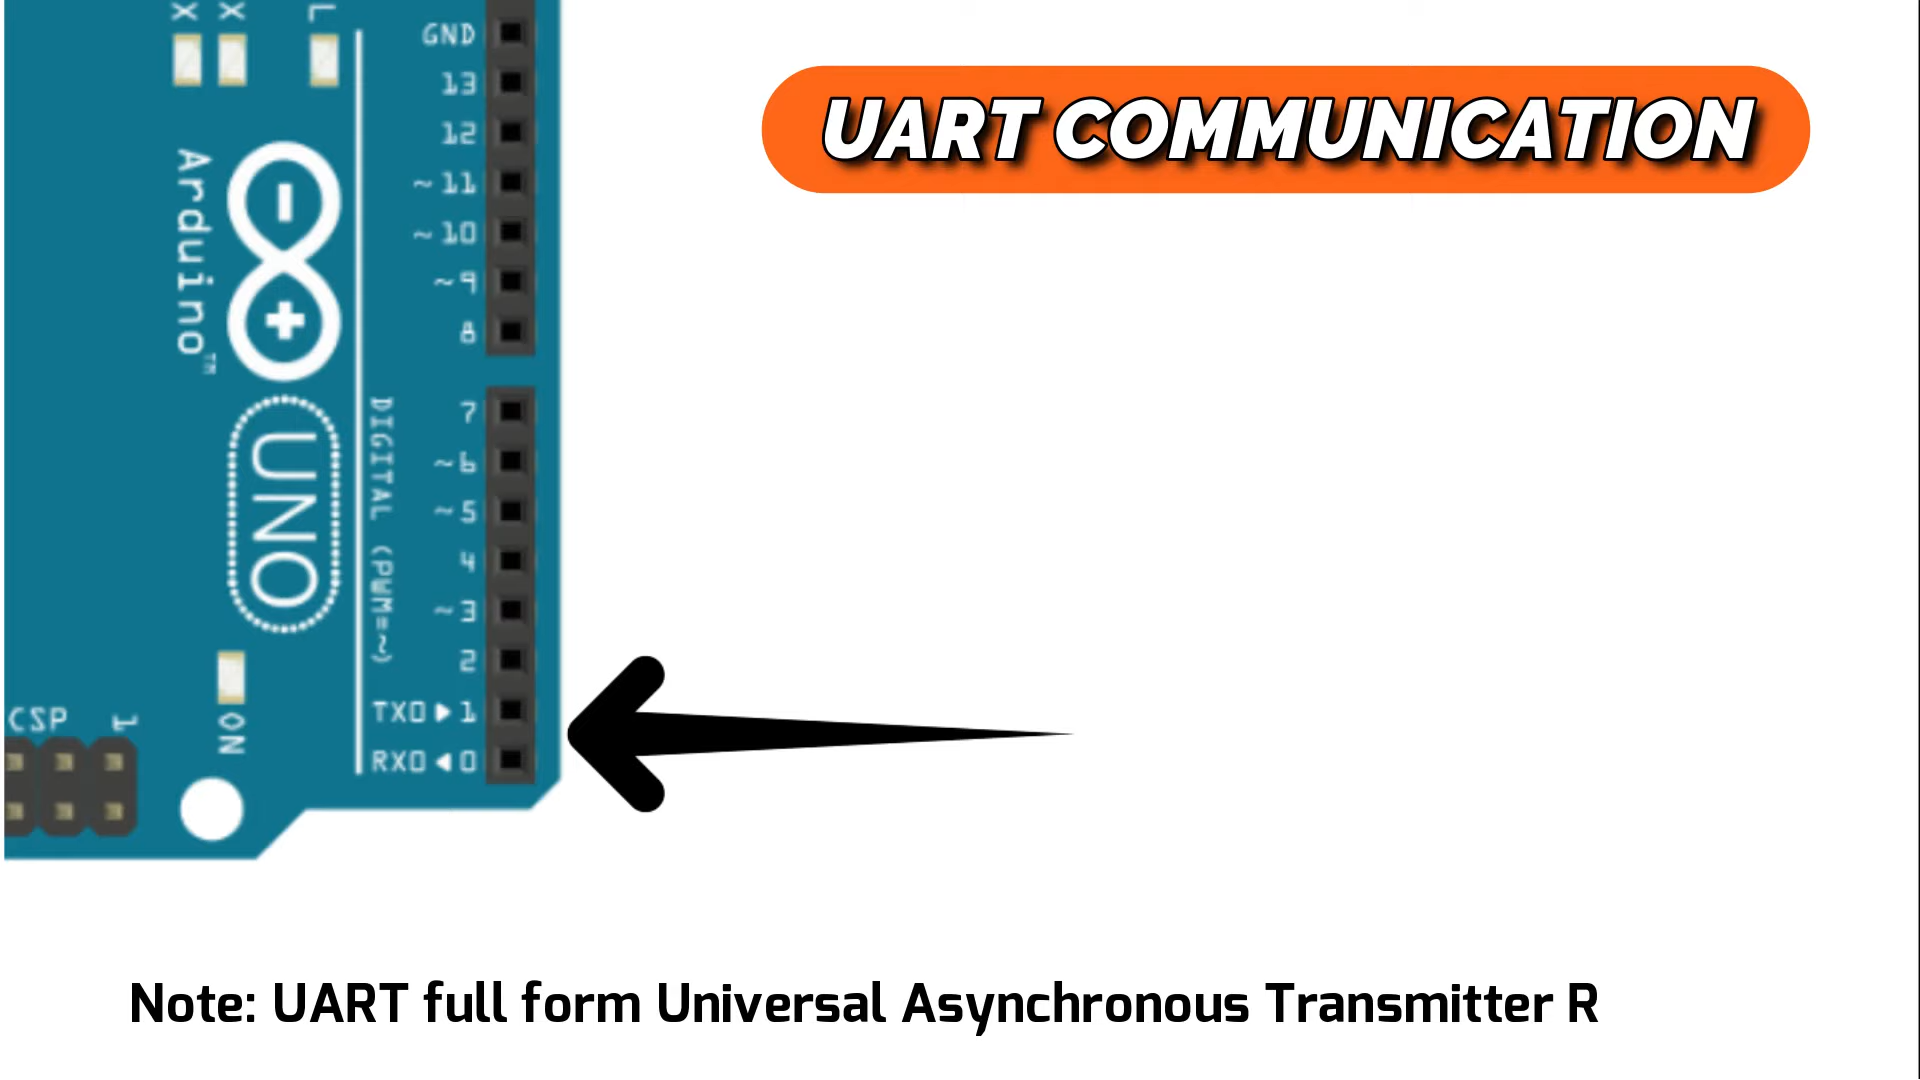 X X L
GND
13
12
~11
~10
~9
8
Arduino™
UNO
DIGITAL (PWM=~)
7
~6
~5
4
~3
2
TX0▶1
RX0◀0
CSP 1
ON
UART COMMUNICATION
Note: UART full form Universal Asynchronous Transmitter R